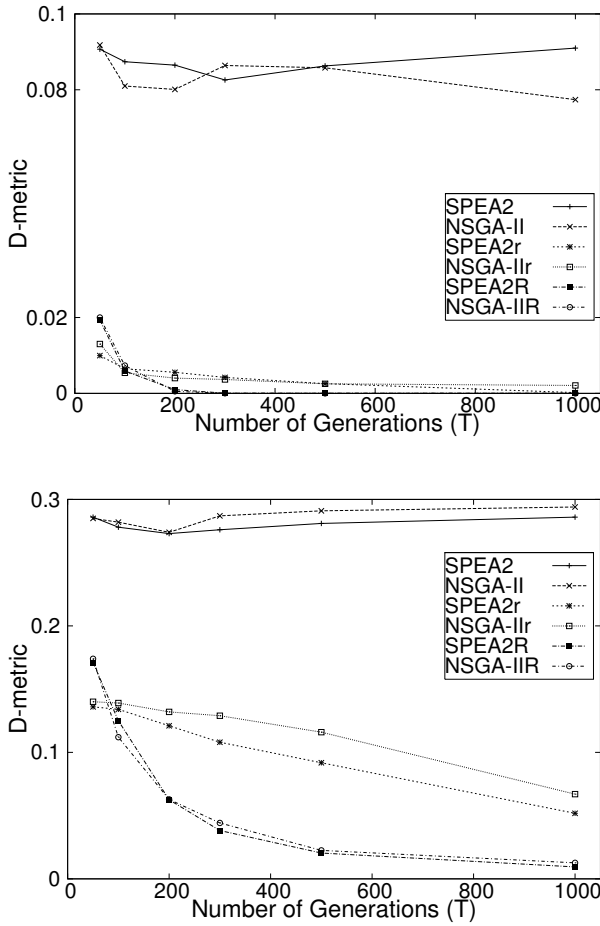 0.1
0.08
0.02
0
D-metric
SPEA2
NSGA-II
SPEA2r
NSGA-IIr
SPEA2R
NSGA-IIR
0 200 400 600 800 1000
Number of Generations (T)
0.3
0.2
0.1
0
D-metric
SPEA2
NSGA-II
SPEA2r
NSGA-IIr
SPEA2R
NSGA-IIR
0 200 400 600 800 1000
Number of Generations (T)